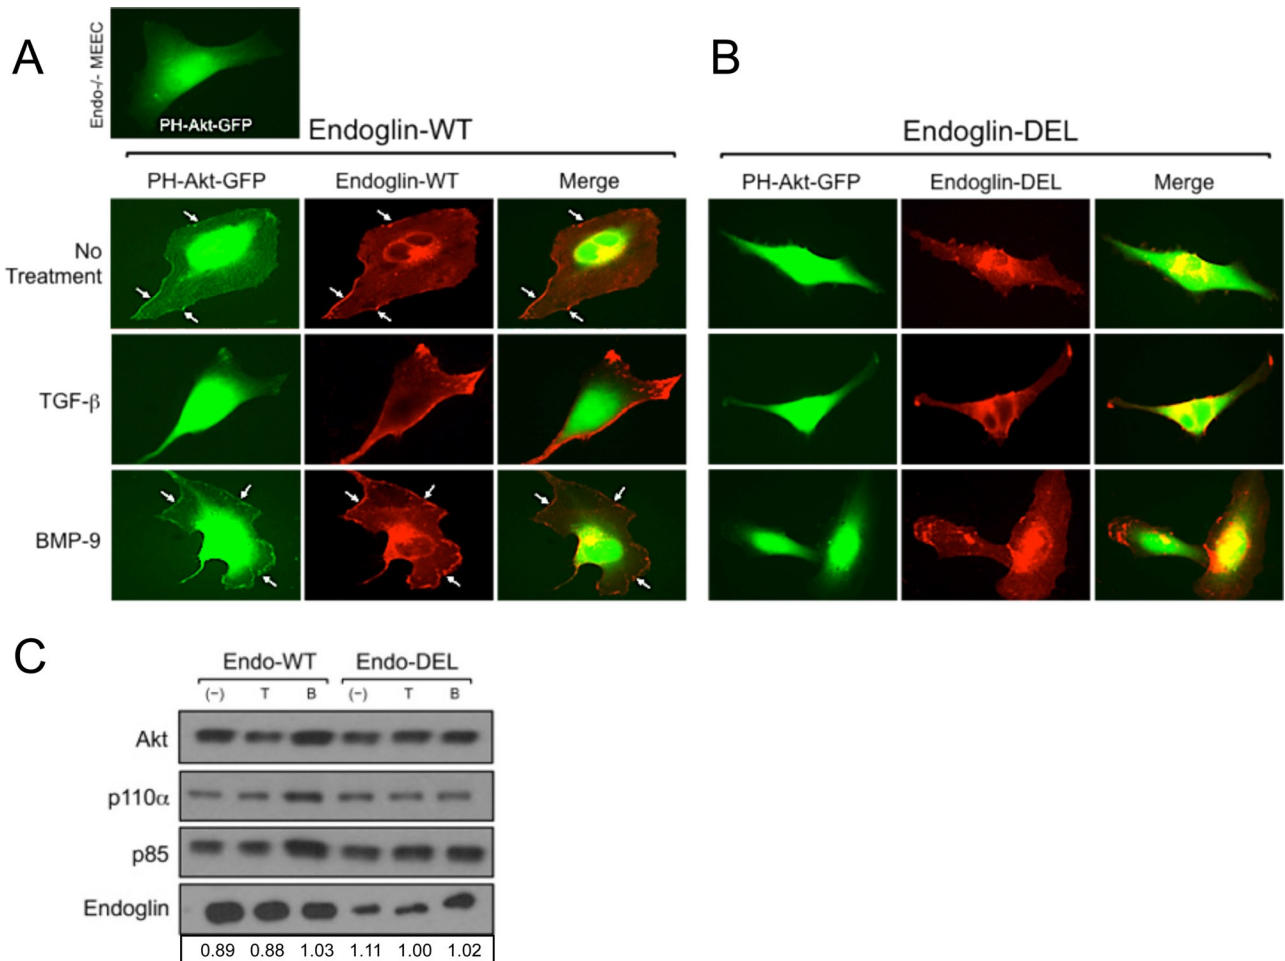 A
B
Endo-/- MEEC
PH-Akt-GFP
Endoglin-WT
Endoglin-DEL
PH-Akt-GFP Endoglin-WT Merge
PH-Akt-GFP Endoglin-DEL Merge
No
Treatment
TGF-β
BMP-9
C
Endo-WT Endo-DEL
(−) T B (−) T B
Akt
p110α
p85
Endoglin
0.89 0.88 1.03 1.11 1.00 1.02